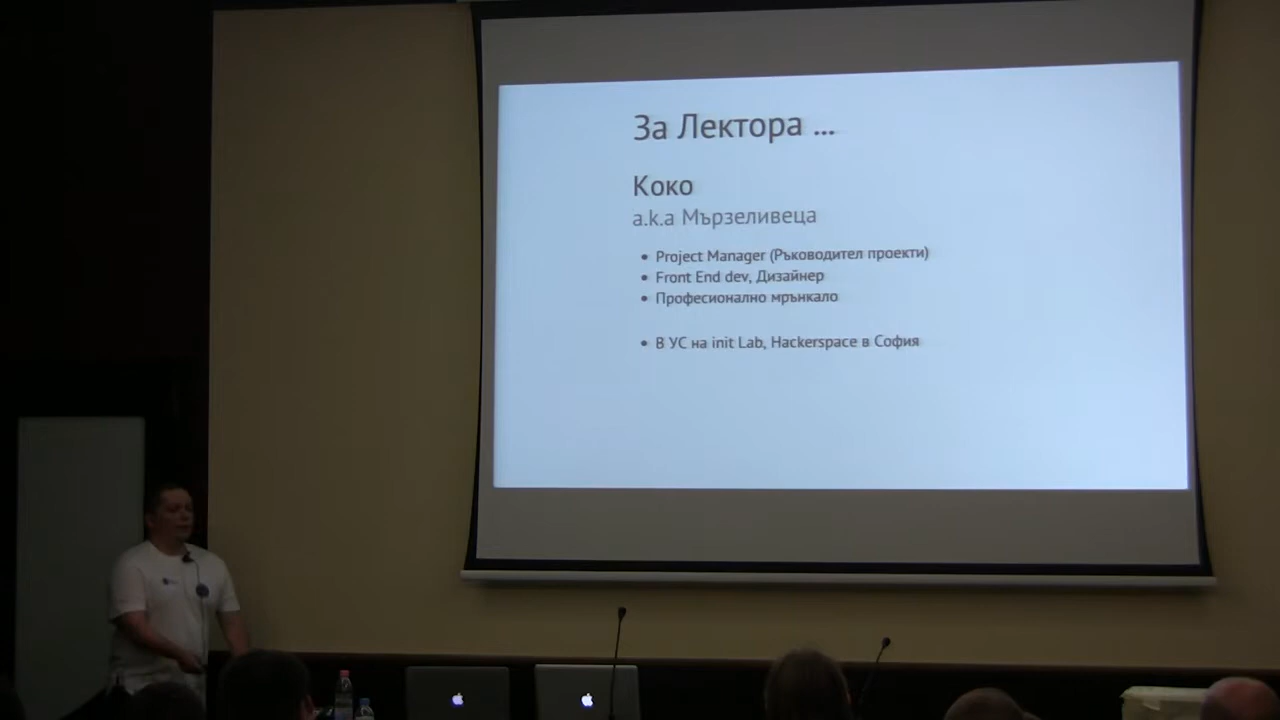 За Лектора ...
Коко
a.k.a Мързеливеца
• Project Manager (Ръководител проекти)
• Front End dev, Дизайнер
• Професионално мрънкало
• В УС на init Lab, Hackerspace в София